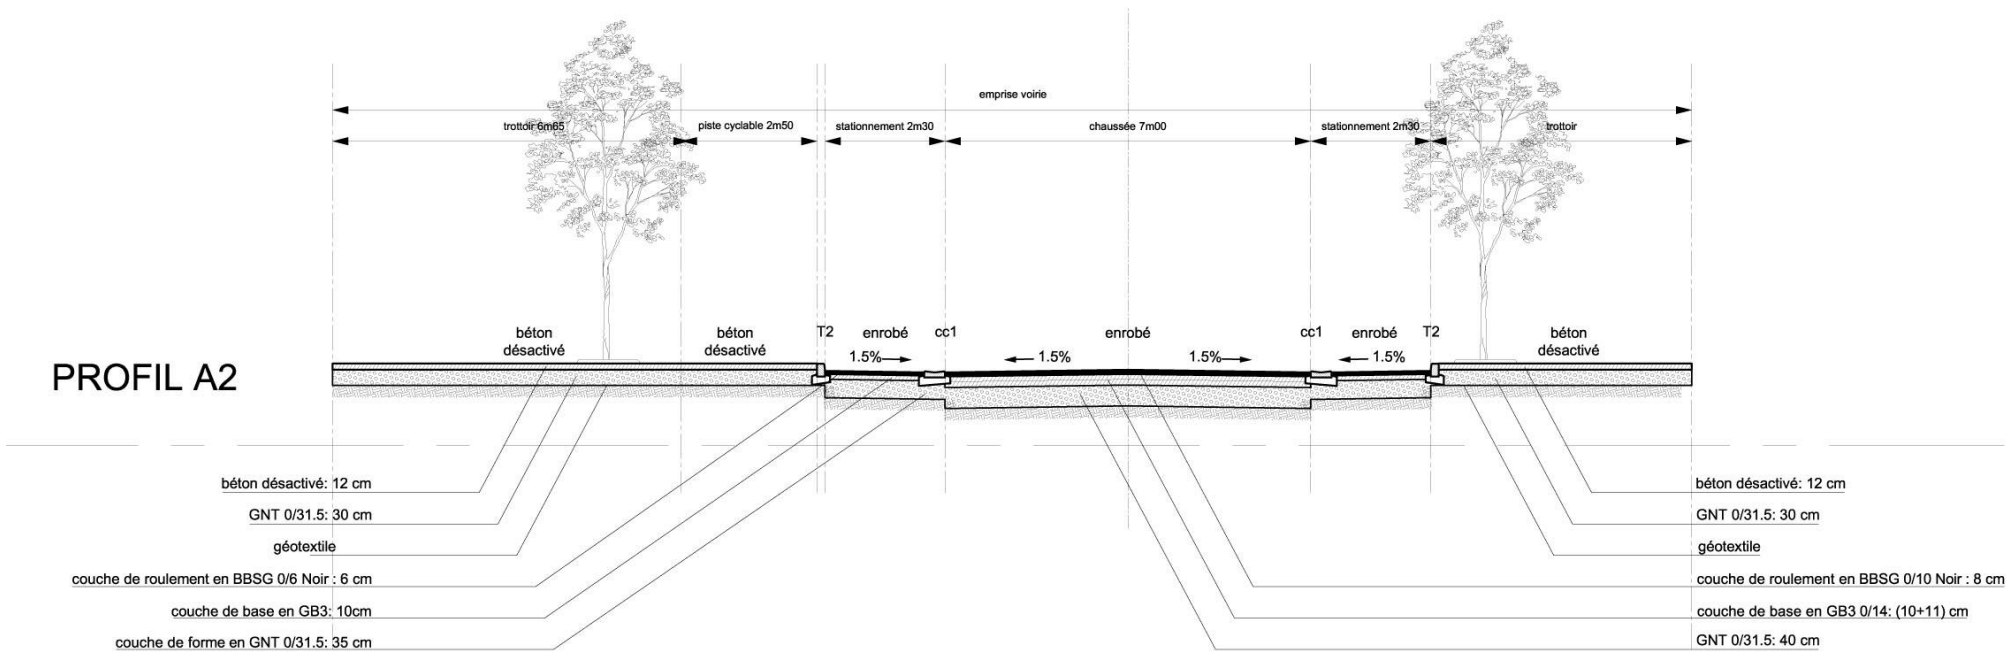 emprise voirie
trottoir 6m65
piste cyclable 2m50
stationnement 2m30
chaussée 7m00
stationnement 2m30
trottoir
béton
désactivé
béton
désactivé
T2
enrobé
cc1
enrobé
cc1
enrobé
T2
béton
désactivé
1.5%
1.5%
1.5%
1.5%
PROFIL A2
béton désactivé: 12 cm
GNT 0/31.5: 30 cm
géotextile
couche de roulement en BBSG 0/6 Noir : 6 cm
couche de base en GB3: 10cm
couche de forme en GNT 0/31.5: 35 cm
béton désactivé: 12 cm
GNT 0/31.5: 30 cm
géotextile
couche de roulement en BBSG 0/10 Noir : 8 cm
couche de base en GB3 0/14: (10+11) cm
GNT 0/31.5: 40 cm